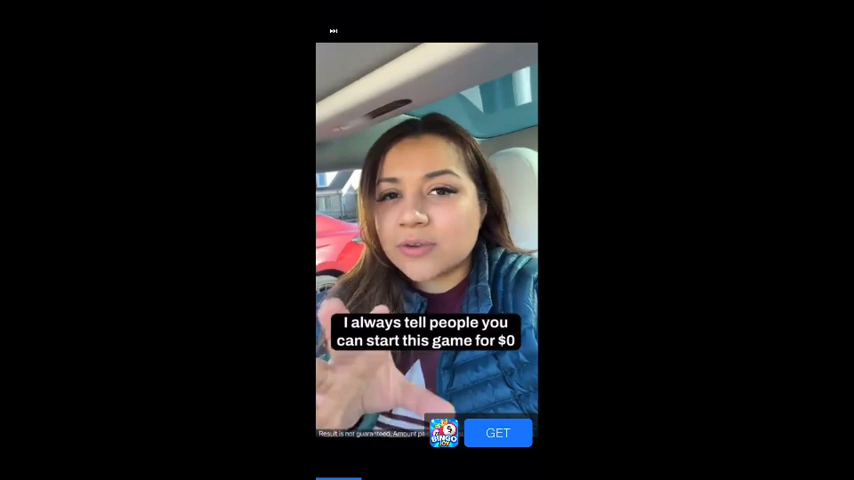 I always tell people you
can start this game for $0
Result is not guaranteed, Amount
BINGO
GET